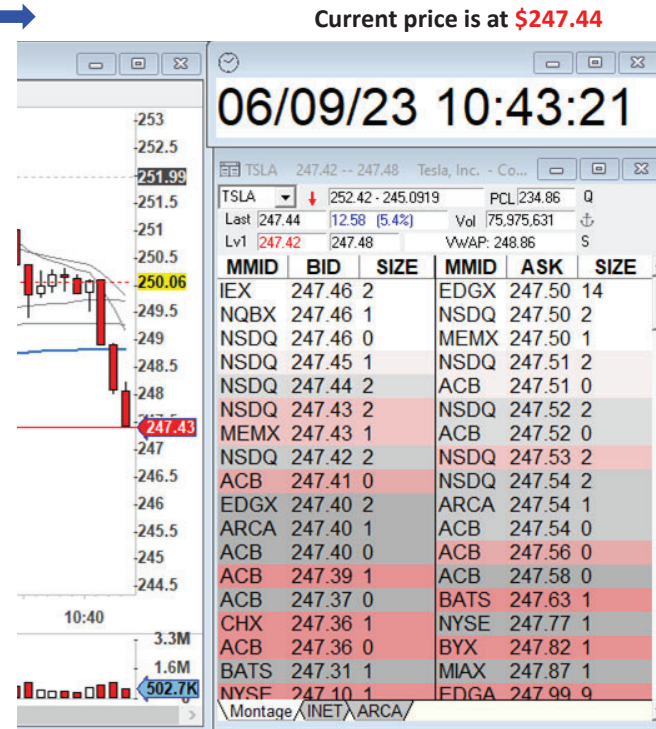 Current price is at $247.44
06/09/23 10:43:21
253
252.5
251.99
251.5
251
250.5
250.06
249.5
249
248.5
248
247.43
247
246.5
246
245.5
245
244.5
10:40
3.3M
1.6M
502.7K
0
TSLA 247.42 -- 247.48 Tesla, Inc. - Co...
TSLA 252.42 - 245.0919 PCL 234.86 Q
Last 247.44 12.58 (5.4%) Vol 75,975,631
Lv1 247.42 247.48 VWAP: 248.86 S
MMID BID SIZE MMID ASK SIZE
IEX 247.46 2 EDGX 247.50 14
NQBX 247.46 1 NSDQ 247.50 2
NSDQ 247.46 0 MEMX 247.50 1
NSDQ 247.45 1 NSDQ 247.51 2
NSDQ 247.44 2 ACB 247.51 0
NSDQ 247.43 2 NSDQ 247.52 2
MEMX 247.43 1 ACB 247.52 0
NSDQ 247.42 2 NSDQ 247.53 2
ACB 247.41 0 NSDQ 247.54 2
EDGX 247.40 2 ARCA 247.54 1
ARCA 247.40 1 ACB 247.54 0
ACB 247.40 0 ACB 247.56 0
ACB 247.39 1 ACB 247.58 0
ACB 247.37 0 BATS 247.63 1
CHX 247.36 1 NYSE 247.77 1
ACB 247.36 0 BYX 247.82 1
BATS 247.31 1 MIAX 247.87 1
NYSE 247.10 1 EDGA 247.99 9
Montage INET ARCA